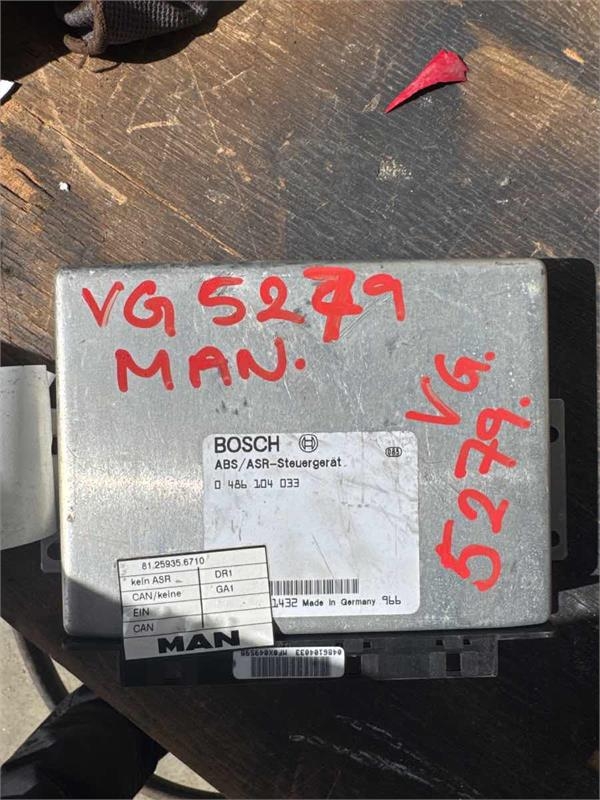 VG 5279
MAN.
VG.
5279.
BOSCH
ABS/ASR-Steuergerät
0 486 104 033
1432 Made in Germany 966
81.25935.6710
kein ASR DR1
CAN/keine GA1
EIN
CAN
MAN
0486104033